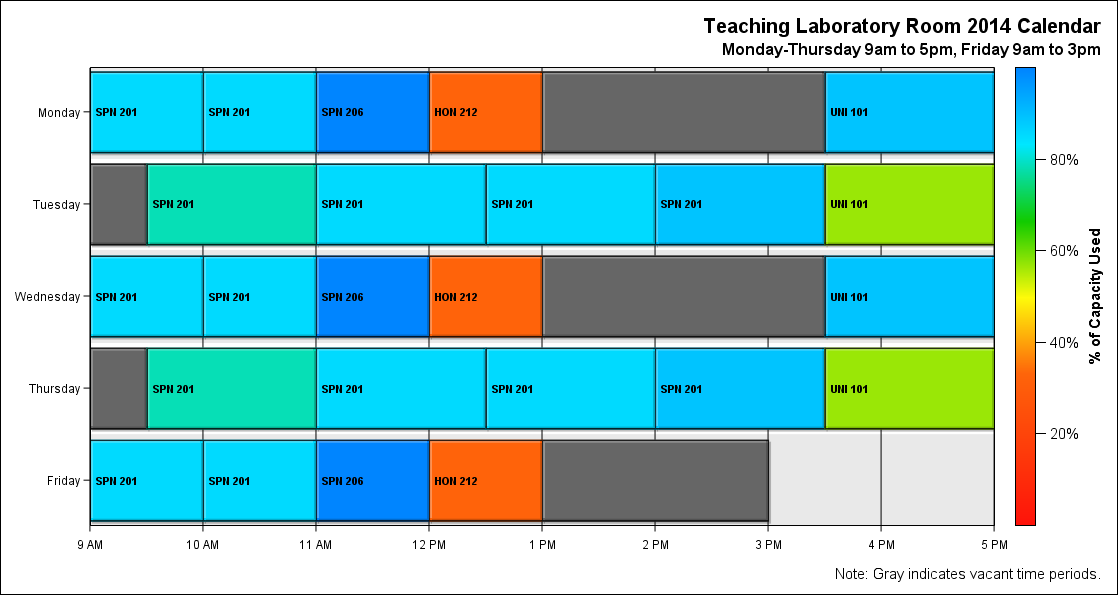 Teaching Laboratory Room 2014 Calendar
Monday-Thursday 9am to 5pm, Friday 9am to 3pm
Monday SPN 201 SPN 201 SPN 206 HON 212 UNI 101
Tuesday SPN 201 SPN 201 SPN 201 SPN 201 UNI 101
Wednesday SPN 201 SPN 201 SPN 206 HON 212 UNI 101
Thursday SPN 201 SPN 201 SPN 201 SPN 201 UNI 101
Friday SPN 201 SPN 201 SPN 206 HON 212
9 AM 10 AM 11 AM 12 PM 1 PM 2 PM 3 PM 4 PM 5 PM
80%
60%
40%
20%
% of Capacity Used
Note: Gray indicates vacant time periods.